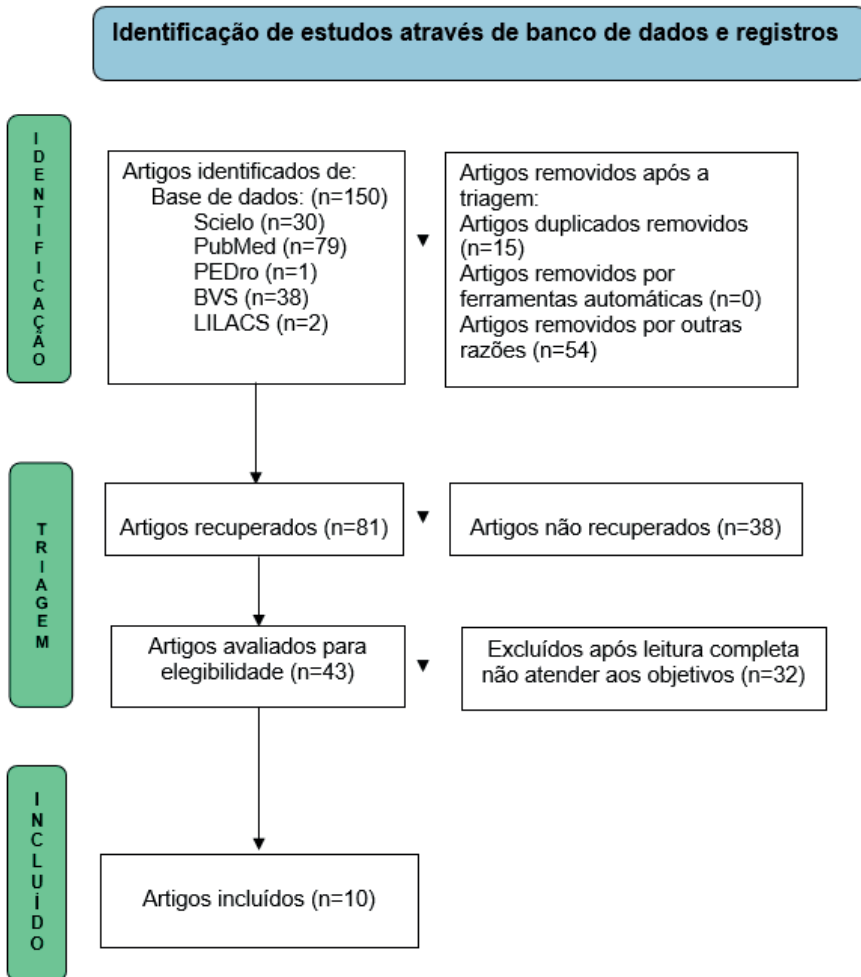 Identificação de estudos através de banco de dados e registros
IDENTIFICAÇÃO
Artigos identificados de:
Base de dados: (n=150)
Scielo (n=30)
PubMed (n=79)
PEDro (n=1)
BVS (n=38)
LILACS (n=2)
Artigos removidos após a
triagem:
Artigos duplicados removidos
(n=15)
Artigos removidos por
ferramentas automáticas (n=0)
Artigos removidos por outras
razões (n=54)
TRIAGEM
Artigos recuperados (n=81)
Artigos não recuperados (n=38)
Artigos avaliados para
elegibilidade (n=43)
Excluídos após leitura completa
não atender aos objetivos (n=32)
INCLUÍDO
Artigos incluídos (n=10)